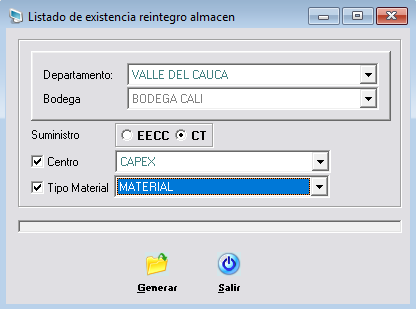 Listado de existencia reintegro almacen
Departamento: VALLE DEL CAUCA
Bodega BODEGA CALI
Suministro EECC CT
Centro CAPEX
Tipo Material MATERIAL
Generar Salir